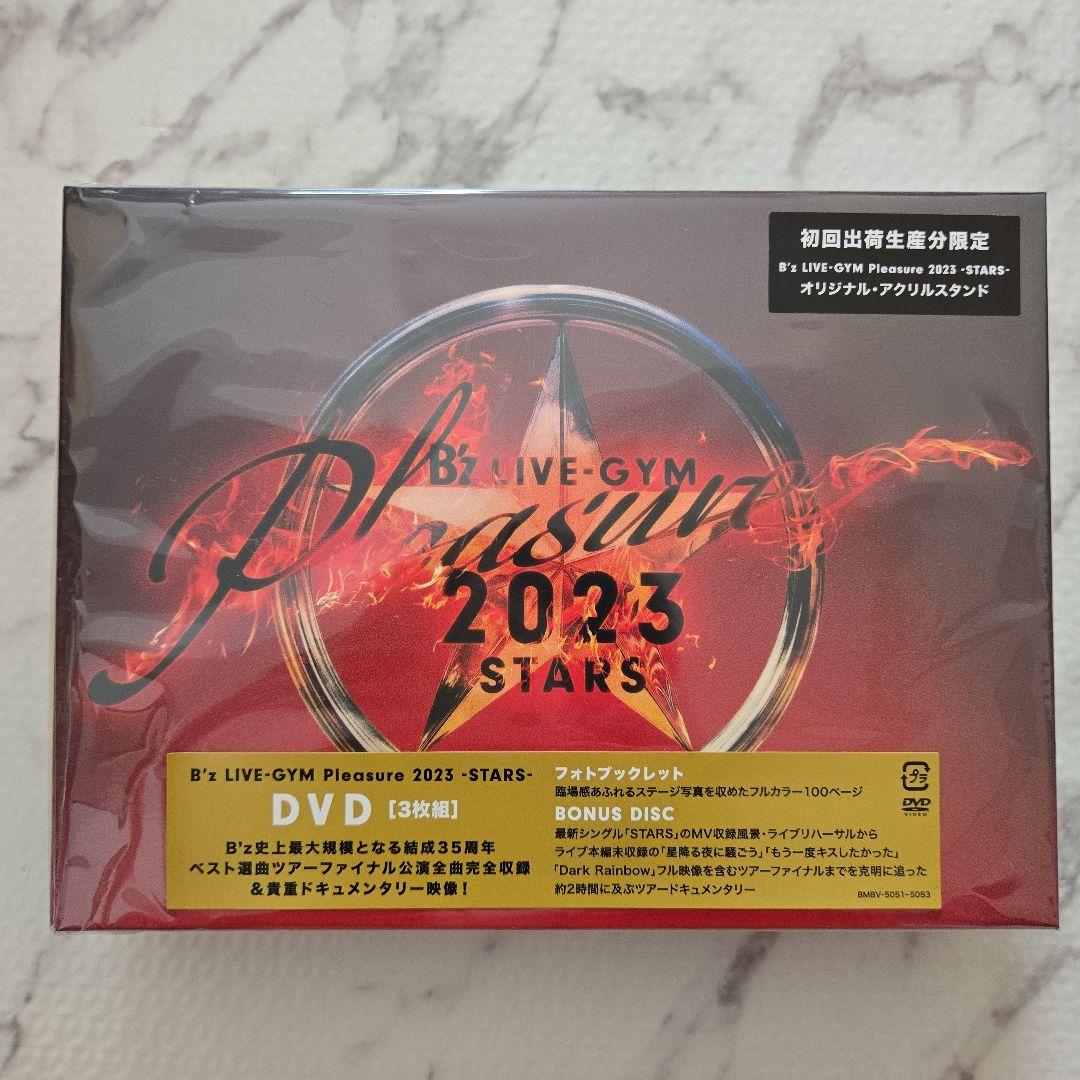 初回出荷生産分限定
B'z LIVE-GYM Pleasure 2023 -STARS-
オリジナル・アクリルスタンド
B'z LIVE-GYM
Pleasure
2023
STARS
B'z LIVE-GYM Pleasure 2023 -STARS-
DVD [3枚組]
B'z史上最大規模となる結成35周年
ベスト選曲ツアーファイナル公演全曲完全収録
&貴重ドキュメンタリー映像!
フォトブックレット
臨場感あふれるステージ写真を収めたフルカラー100ページ
BONUS DISC
最新シングル「STARS」のMV収録風景・ライブリハーサルから
ライブ本編未収録の「星降る夜に騒ごう」「もう一度キスしたかった」
「Dark Rainbow」フル映像を含むツアーファイナルまでを克明に追った
約2時間に及ぶツアードキュメンタリー
プラ
DVD
VIDEO
BMBV-5051~5053